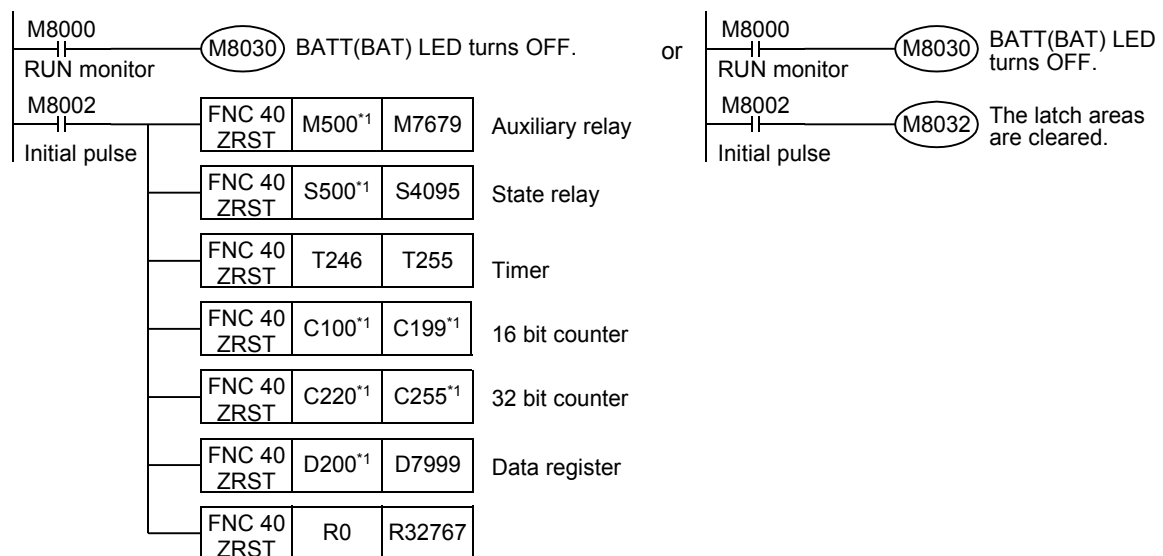 M8000
M8030 BATT(BAT) LED turns OFF.
RUN monitor
M8002
Initial pulse
FNC 40 ZRST M500*1 M7679 Auxiliary relay
FNC 40 ZRST S500*1 S4095 State relay
FNC 40 ZRST T246 T255 Timer
FNC 40 ZRST C100*1 C199*1 16 bit counter
FNC 40 ZRST C220*1 C255*1 32 bit counter
FNC 40 ZRST D200*1 D7999 Data register
FNC 40 ZRST R0 R32767
or
M8000
M8030 BATT(BAT) LED
turns OFF.
RUN monitor
M8002
M8032 The latch areas
are cleared.
Initial pulse